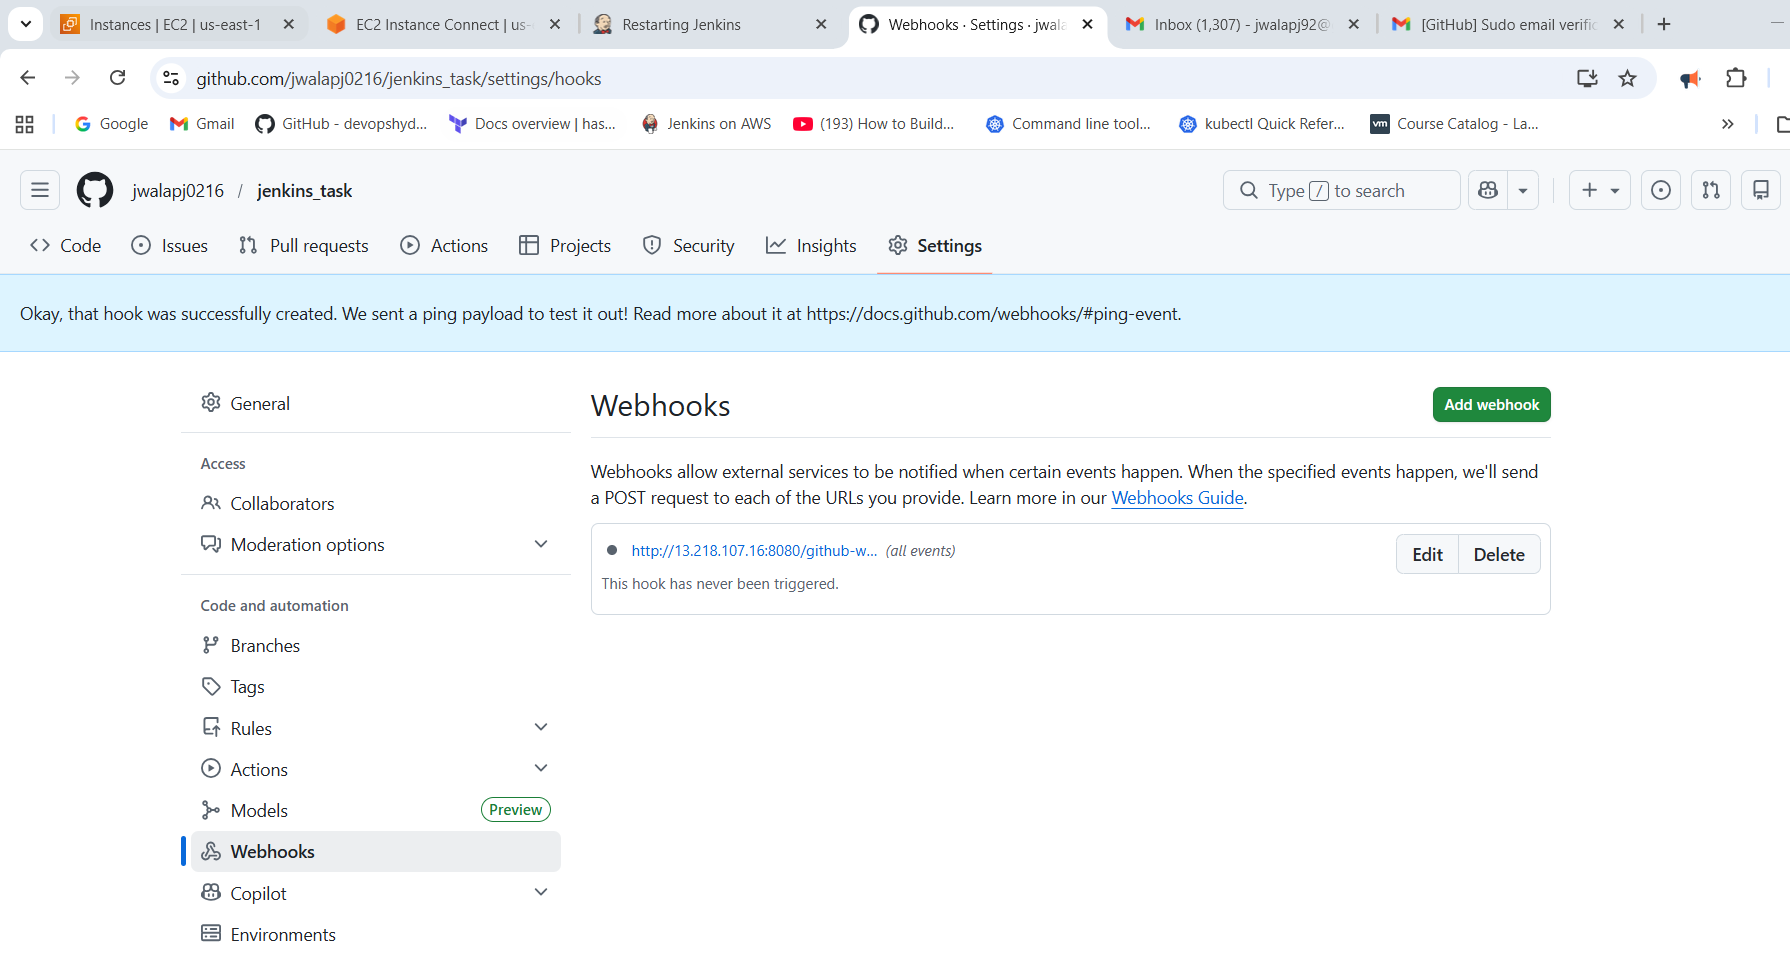 Instances | EC2 | us-east-1
EC2 Instance Connect | us-
Restarting Jenkins
Webhooks · Settings · jwala
Inbox (1,307) - jwalapj92@
[GitHub] Sudo email verific
github.com/jwalapj0216/jenkins_task/settings/hooks
Google
Gmail
GitHub - devopshyd...
Docs overview | has...
Jenkins on AWS
(193) How to Build...
Command line tool...
kubectl Quick Refer...
vm
Course Catalog - La...
jwalapj0216 / jenkins_task
Type / to search
Code
Issues
Pull requests
Actions
Projects
Security
Insights
Settings
Okay, that hook was successfully created. We sent a ping payload to test it out! Read more about it at https://docs.github.com/webhooks/#ping-event.
General
Access
Collaborators
Moderation options
Code and automation
Branches
Tags
Rules
Actions
Models Preview
Webhooks
Copilot
Environments
Webhooks
Add webhook
Webhooks allow external services to be notified when certain events happen. When the specified events happen, we'll send
a POST request to each of the URLs you provide. Learn more in our Webhooks Guide.
http://13.218.107.16:8080/github-w... (all events)
Edit
Delete
This hook has never been triggered.